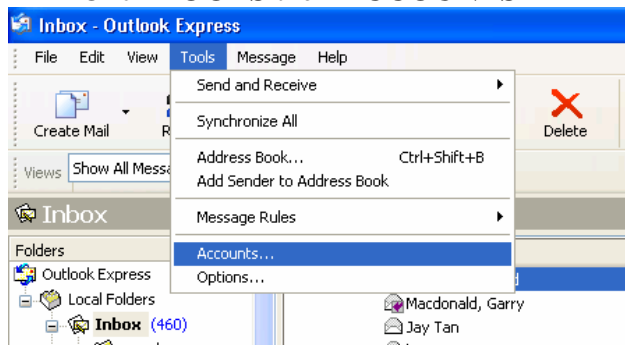 Inbox - Outlook Express
File Edit View Tools Message Help
Send and Receive
Synchronize All
Address Book... Ctrl+Shift+B
Add Sender to Address Book
Message Rules
Accounts...
Options...
Create Mail
Delete
Views Show All Messa
Inbox
Folders
Outlook Express
Local Folders
Inbox (460)
Macdonald, Garry
Jay Tan